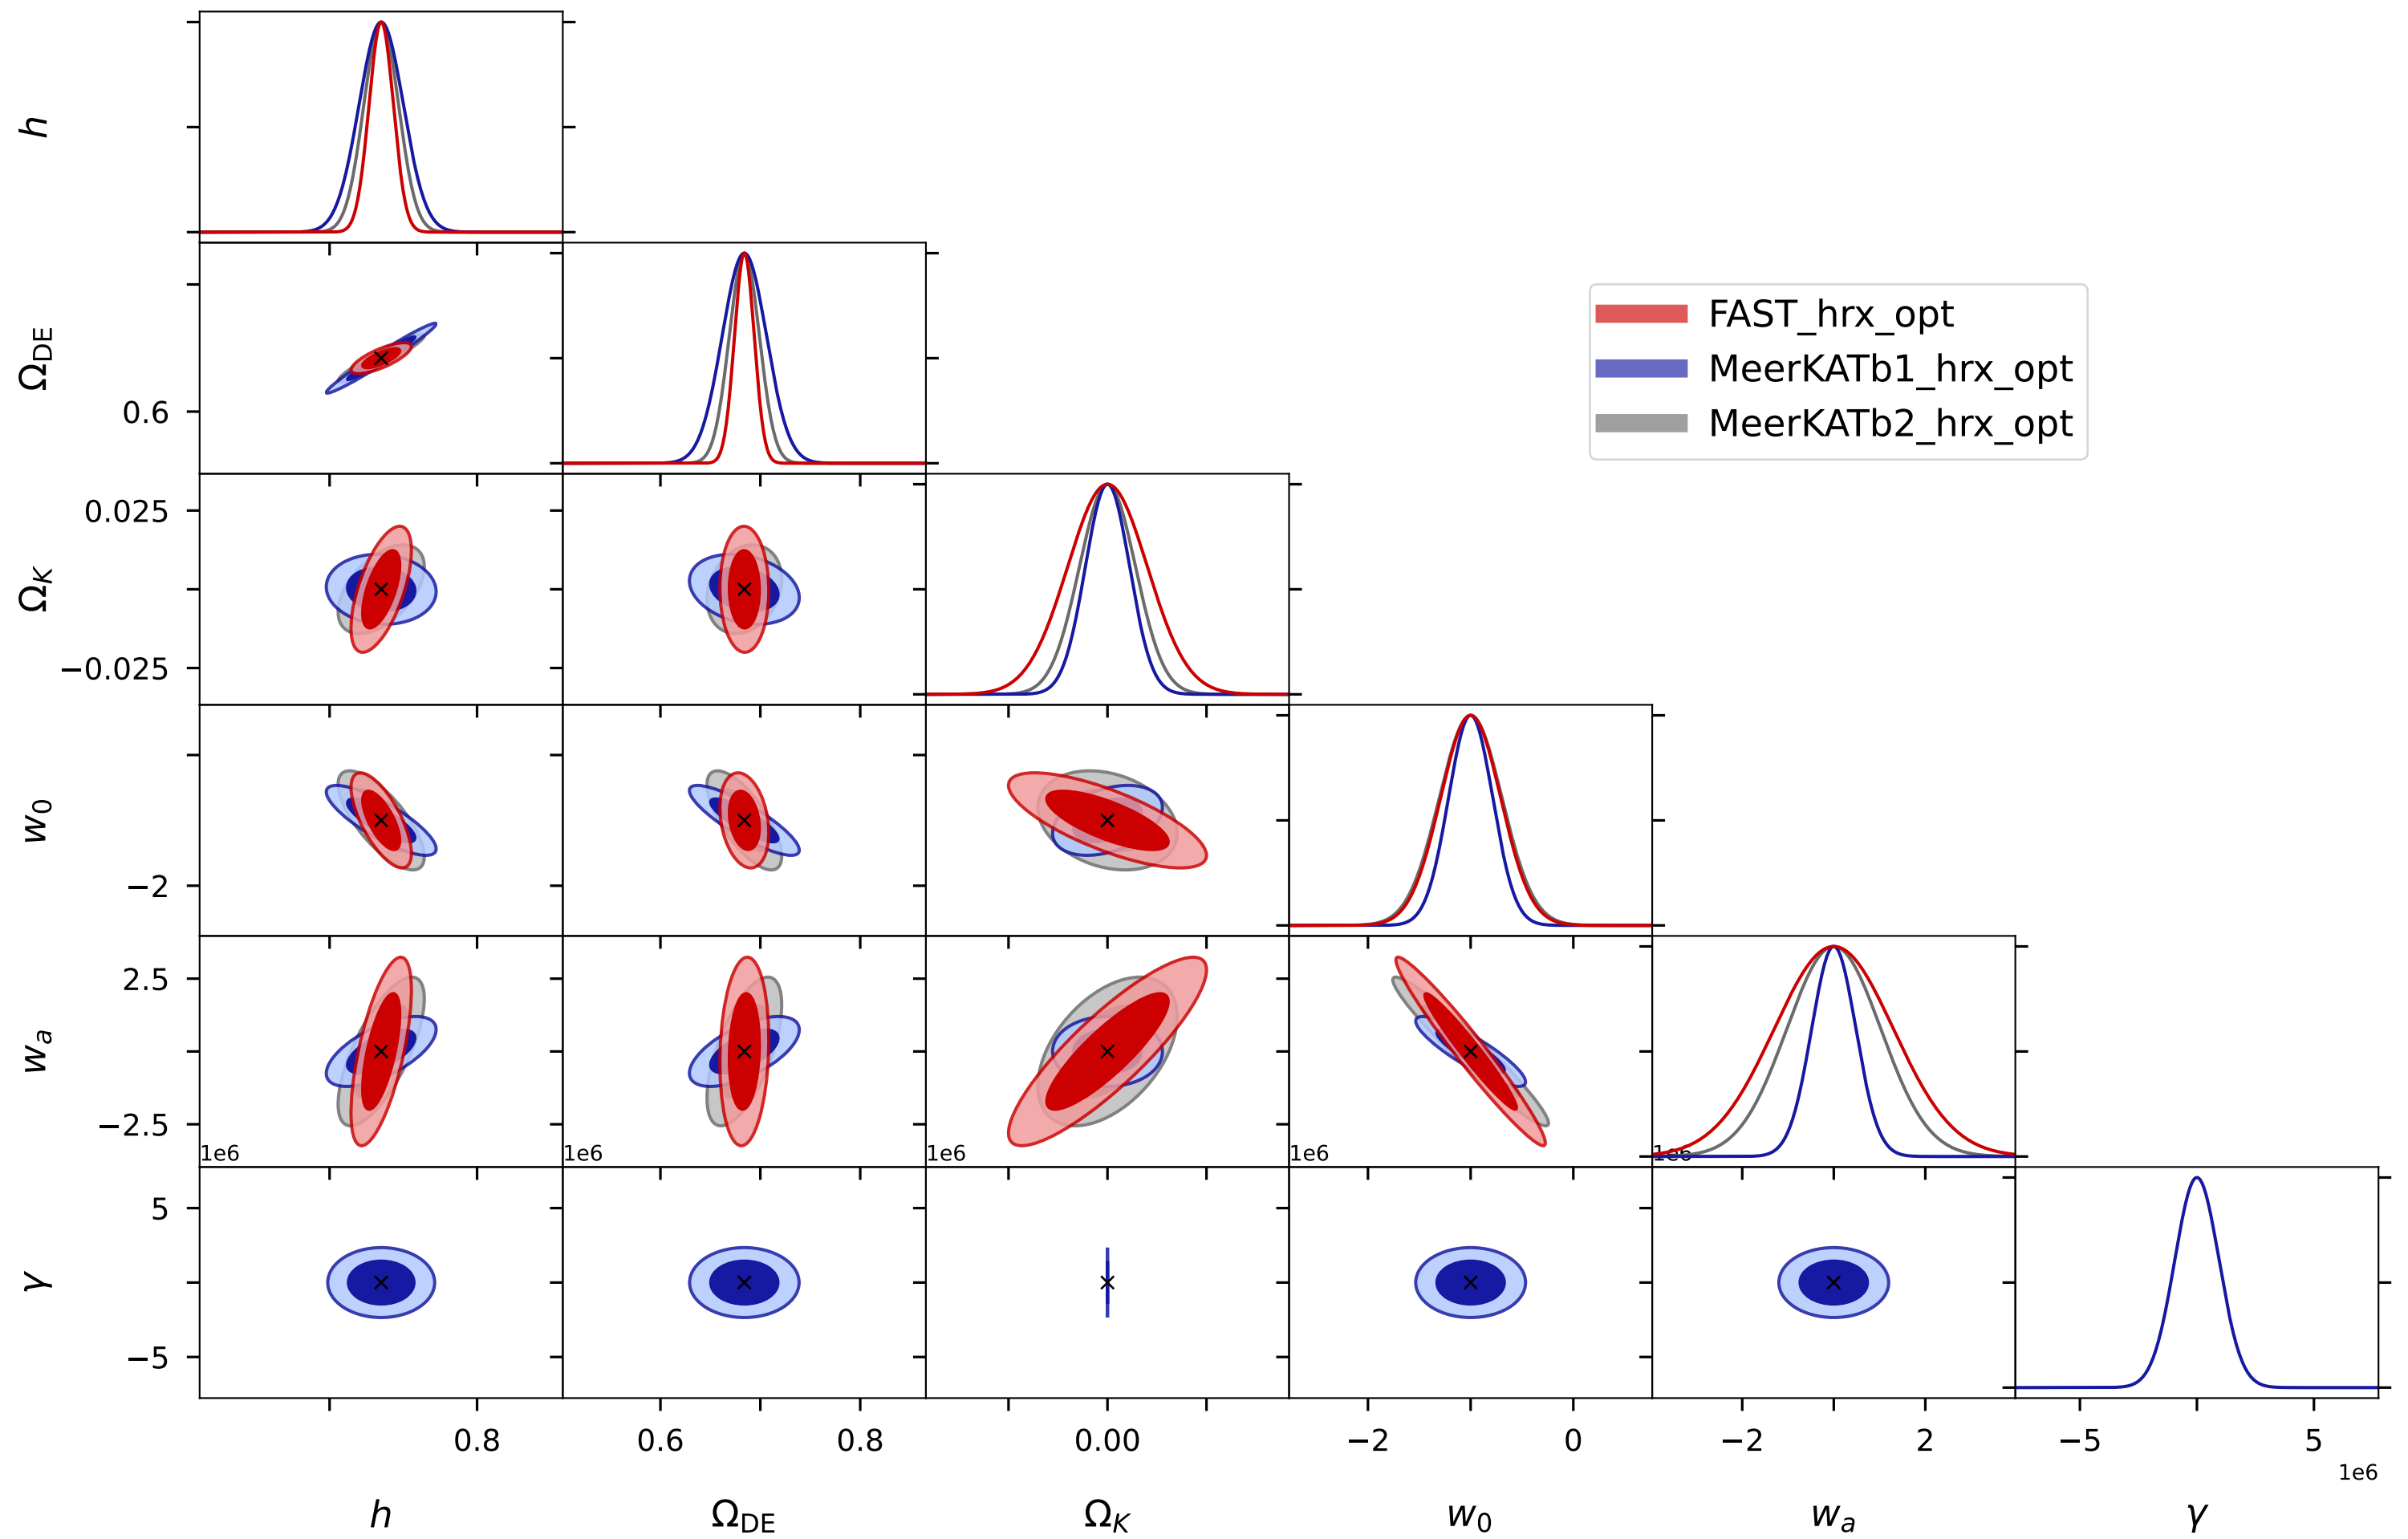 h
Ω_DE
0.6
FAST_hrx_opt
MeerKATb1_hrx_opt
MeerKATb2_hrx_opt
0.025
Ω_K
−0.025
w_0
−2
2.5
w_a
−2.5
1e6 1e6 1e6 1e6 1e6
5
γ
−5
0.8 0.6 0.8 0.00 −2 0 −2 2 −5 5
1e6
h Ω_DE Ω_K w_0 w_a γ